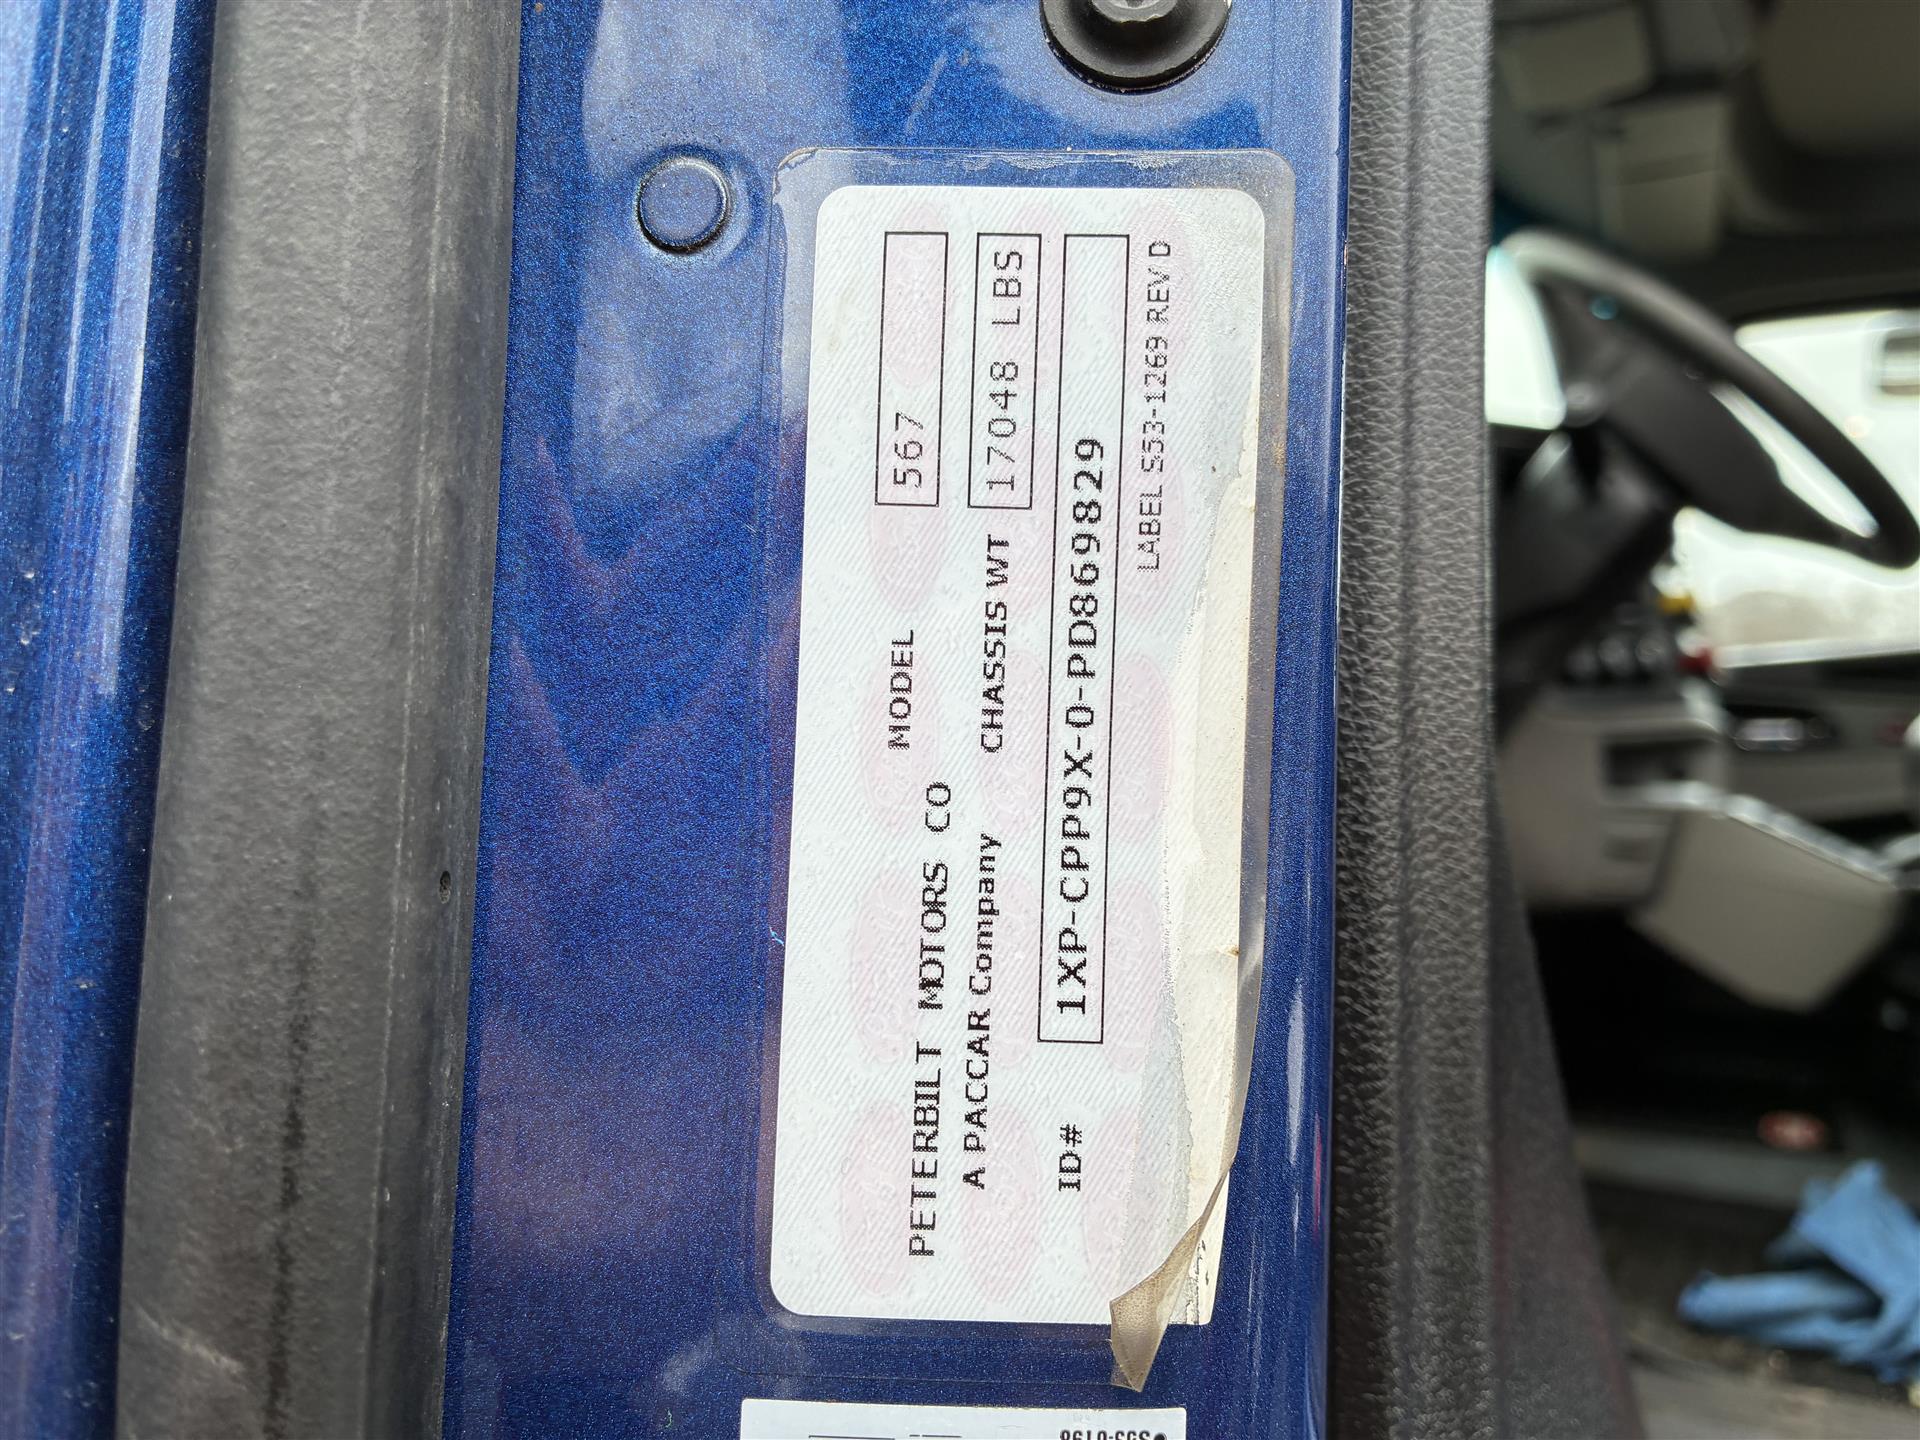 PETERBILT MOTORS CO MODEL 567
A PACCAR Company CHASSIS WT 17048 LBS
ID# 1XP-CPP9X-0-PD869829
LABEL S53-1269 REV D